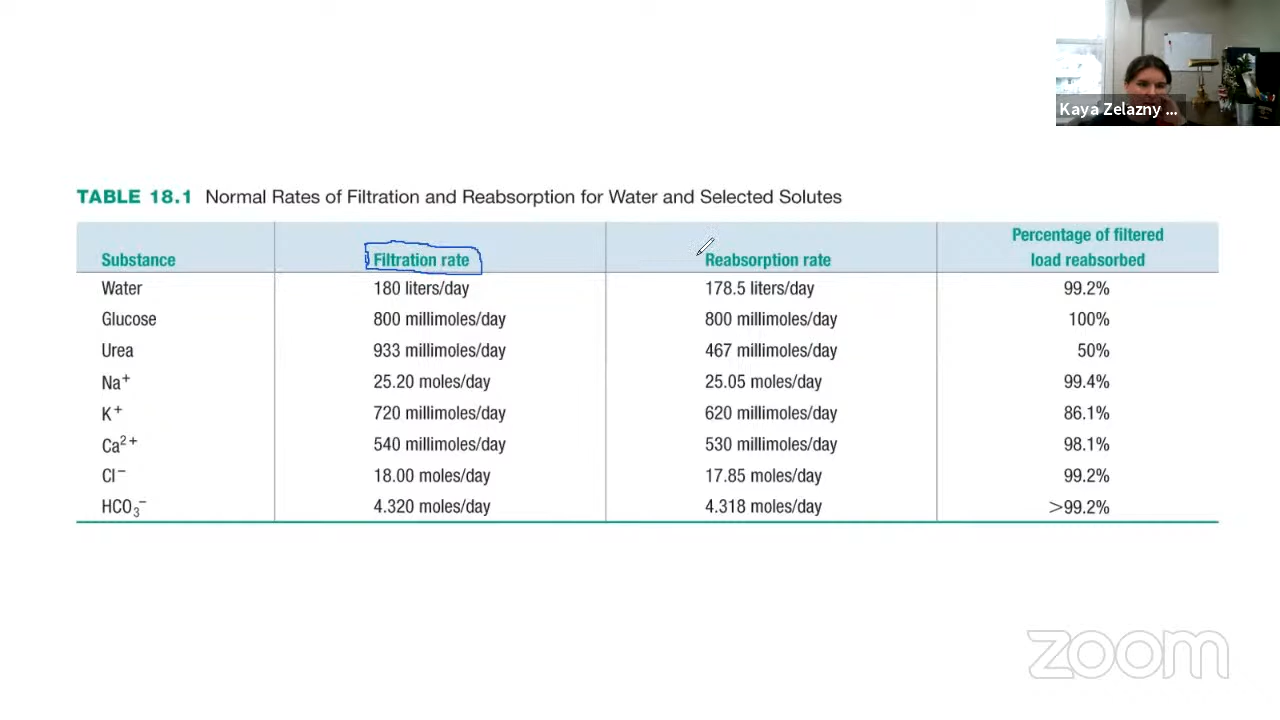 Kaya Zelazny ...
TABLE 18.1 Normal Rates of Filtration and Reabsorption for Water and Selected Solutes
Substance Filtration rate Reabsorption rate Percentage of filtered load reabsorbed
Water 180 liters/day 178.5 liters/day 99.2%
Glucose 800 millimoles/day 800 millimoles/day 100%
Urea 933 millimoles/day 467 millimoles/day 50%
Na⁺ 25.20 moles/day 25.05 moles/day 99.4%
K⁺ 720 millimoles/day 620 millimoles/day 86.1%
Ca²⁺ 540 millimoles/day 530 millimoles/day 98.1%
Cl⁻ 18.00 moles/day 17.85 moles/day 99.2%
HCO₃⁻ 4.320 moles/day 4.318 moles/day >99.2%
zoom